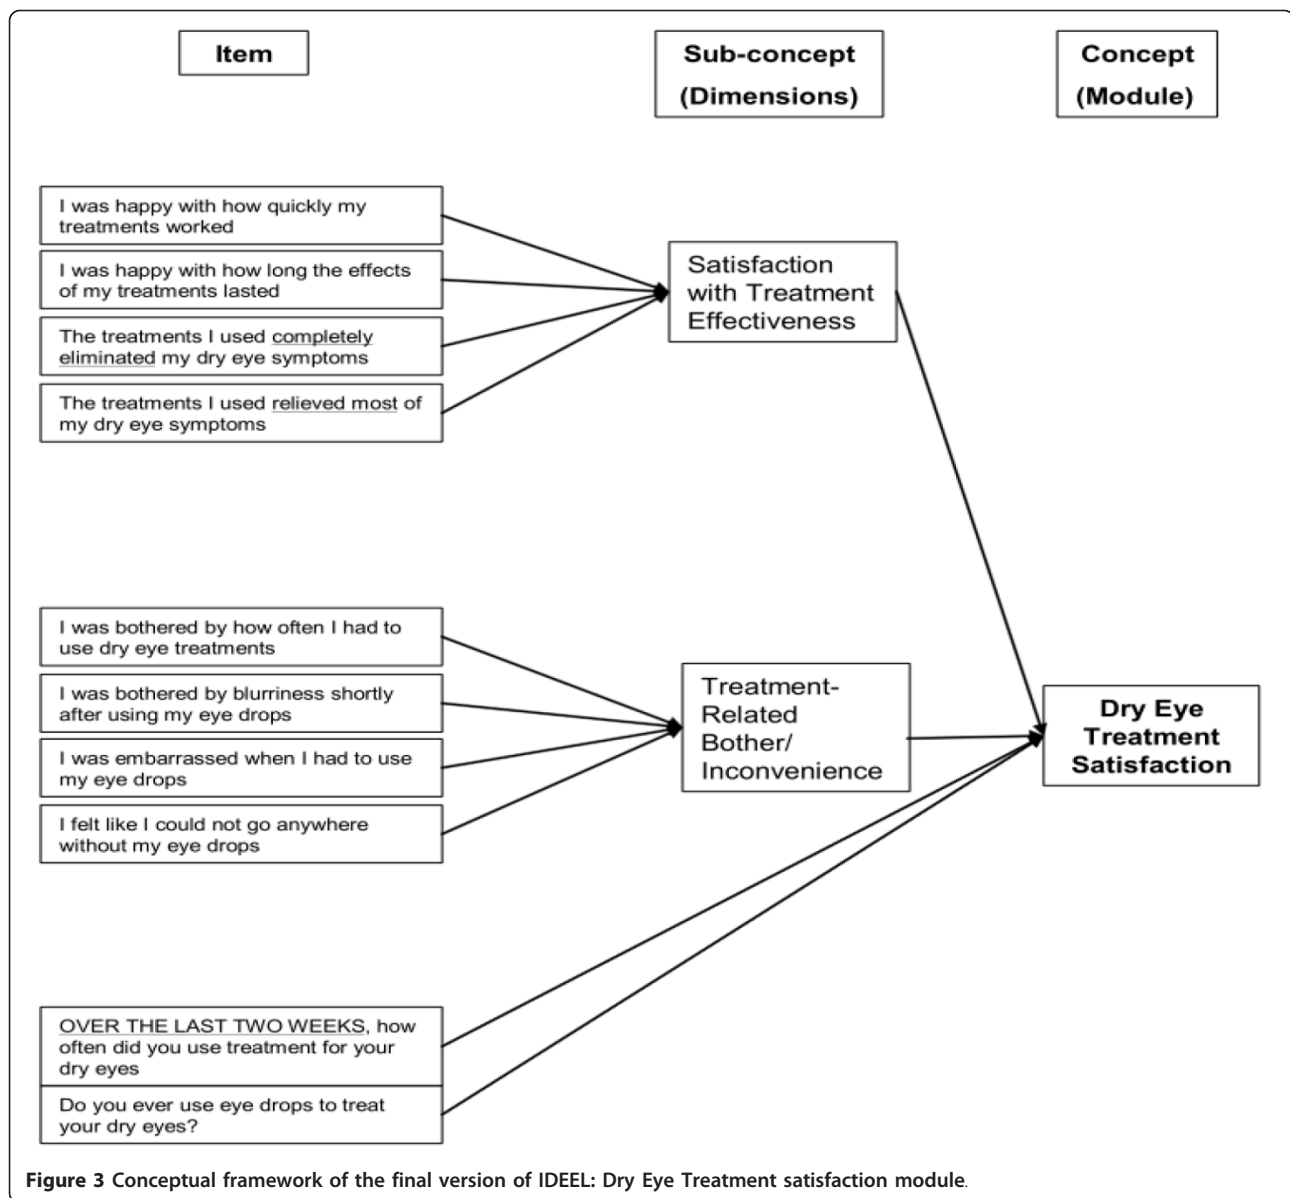 Item
Sub-concept
(Dimensions)
Concept
(Module)
I was happy with how quickly my
treatments worked
I was happy with how long the effects
of my treatments lasted
The treatments I used completely
eliminated my dry eye symptoms
The treatments I used relieved most of
my dry eye symptoms
Satisfaction
with Treatment
Effectiveness
I was bothered by how often I had to
use dry eye treatments
I was bothered by blurriness shortly
after using my eye drops
I was embarrassed when I had to use
my eye drops
I felt like I could not go anywhere
without my eye drops
Treatment-
Related
Bother/
Inconvenience
Dry Eye
Treatment
Satisfaction
OVER THE LAST TWO WEEKS, how
often did you use treatment for your
dry eyes
Do you ever use eye drops to treat
your dry eyes?
Figure 3 Conceptual framework of the final version of IDEEL: Dry Eye Treatment satisfaction module.